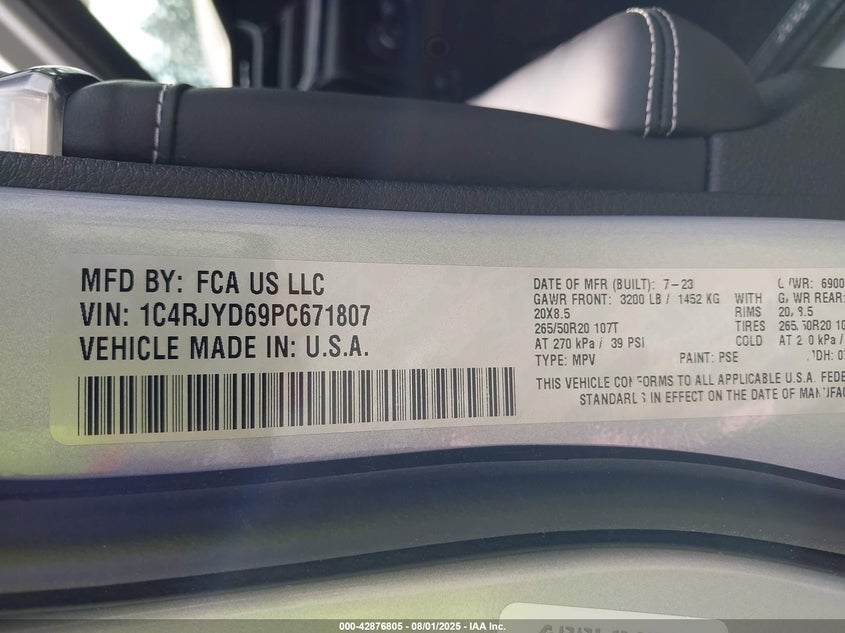 MFD BY: FCA US LLC
VIN: 1C4RJYD69PC671807
VEHICLE MADE IN: U.S.A.
DATE OF MFR (BUILT): 7-23
GAWR FRONT: 3200 LB / 1452 KG WITH
20X8.5 RIMS
265/50R20 107T TIRES
AT 270 kPa / 39 PSI COLD
TYPE: MPV PAINT: PSE
6900
REAR:
265
THIS VEHICLE TO ALL APPLICABLE U.S.A.
IN EFFECT ON THE DATE OF
000-42876805 - 08/01/2025 - IAA Inc.